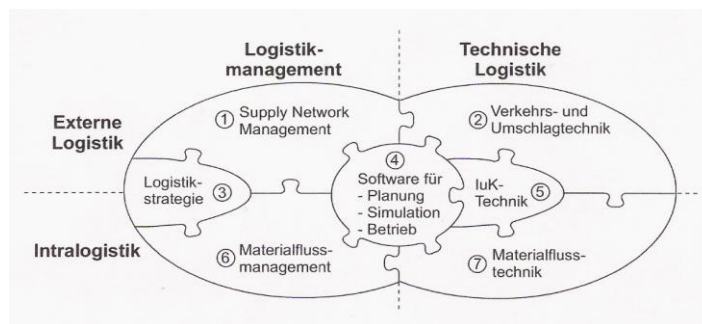 Logistik-
management
Technische
Logistik
Externe
Logistik
① Supply Network
Management
② Verkehrs- und
Umschlagtechnik
Logistik-
strategie ③
④
Software für
- Planung
- Simulation
- Betrieb
IuK-
Technik ⑤
Intralogistik
⑥ Materialfluss-
management
⑦ Materialfluss-
technik